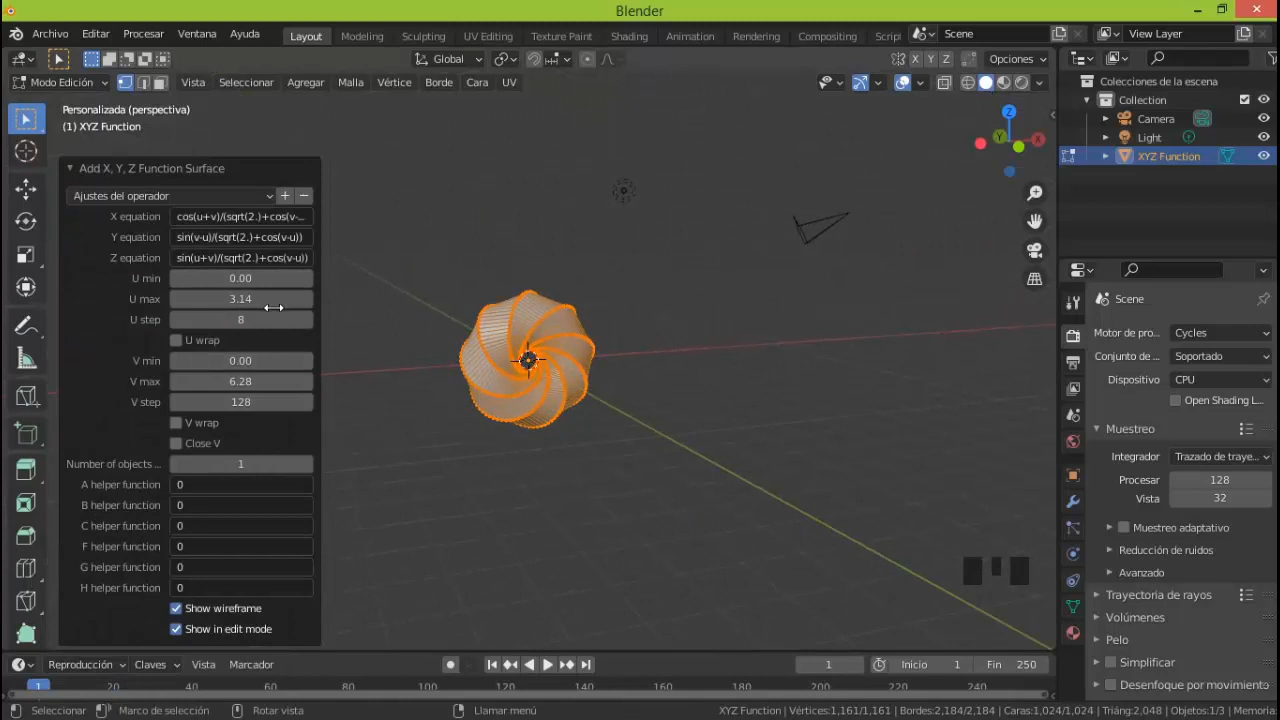 Blender
Archivo Editar Procesar Ventana Ayuda Layout Modeling Sculpting UV Editing Texture Paint Shading Animation Rendering Compositing Scrip Scene View Layer
Global X Y Z Opciones
Modo Edición Vista Seleccionar Agregar Malla Vértice Borde Cara UV
Personalizada (perspectiva)
(1) XYZ Function
Z
Y
X
Add X, Y, Z Function Surface
Ajustes del operador + −
X equation cos(u+v)/(sqrt(2.)+cos(v-...
Y equation sin(v-u)/(sqrt(2.)+cos(v-u))
Z equation sin(u+v)/(sqrt(2.)+cos(v-u))
U min 0.00
U max 3.14
U step 8
U wrap
V min 0.00
V max 6.28
V step 128
V wrap
Close V
Number of objects ... 1
A helper function 0
B helper function 0
C helper function 0
F helper function 0
G helper function 0
H helper function 0
Show wireframe
Show in edit mode
Colecciones de la escena
Collection
Camera
Light
XYZ Function
Scene
Motor de pro... Cycles
Conjunto de ... Soportado
Dispositivo CPU
Open Shading L...
Muestreo
Integrador Trazado de traye...
Procesar 128
Vista 32
Muestreo adaptativo
Reducción de ruidos
Avanzado
Trayectoria de rayos
Volúmenes
Pelo
Simplificar
Desenfoque por movimiento
Reproducción Claves Vista Marcador 1 Inicio 1 Fin 250
1 20 40 60 80 100 120 140 160 180 200 220 240
Seleccionar Marco de selección Rotar vista Llamar menú XYZ Function | Vértices:1,161/1,161 | Bordes:2,184/2,184 | Caras:1,024/1,024 | Triáng:2,048 | Objetos:1/3 | Memoria: